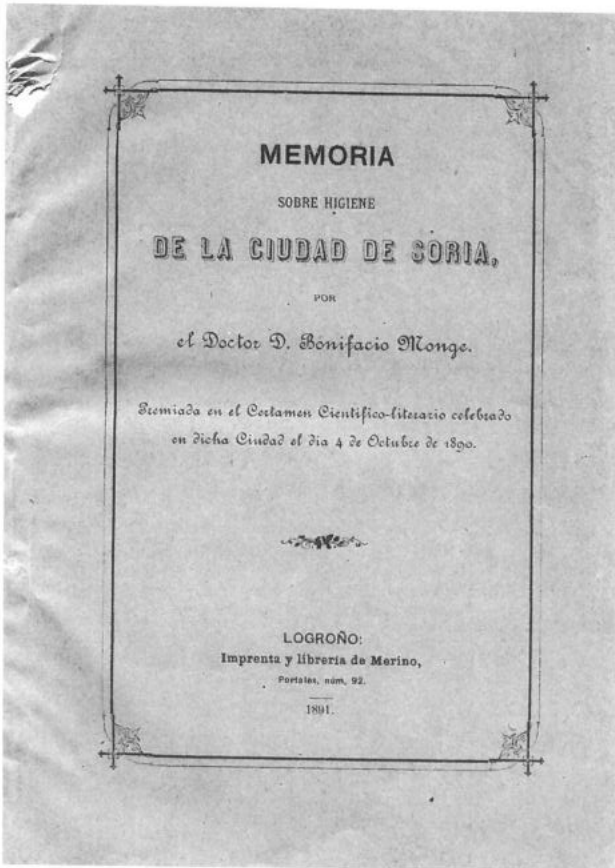 MEMORIA
SOBRE HIGIENE
DE LA CIUDAD DE SORIA,
POR
el Doctor D. Bonifacio Monge.
Premiada en el Certamen Científico-literario celebrado
en dicha Ciudad el día 4 de Octubre de 1890.
LOGROÑO:
Imprenta y librería de Merino,
Portales, núm. 92.
1891.